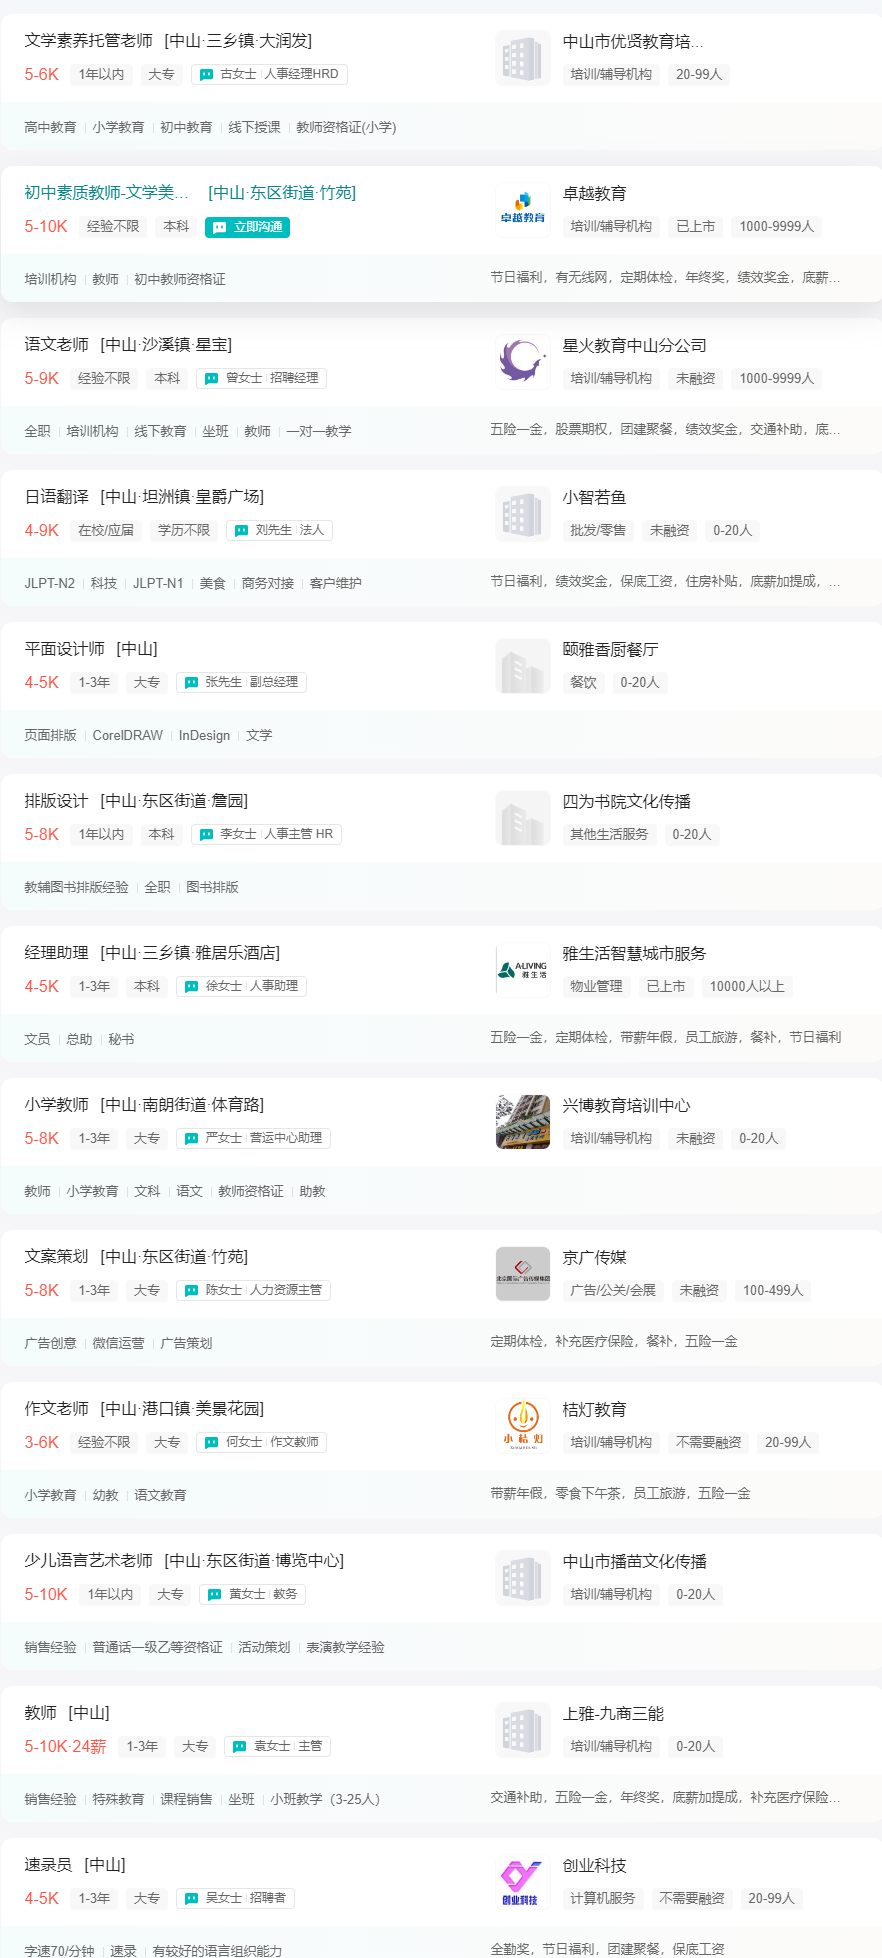 文学素养托管老师 [中山·三乡镇·大润发]
中山市优贤教育培...
5-6K 1年以内 大专 古女士 人事经理HRD
培训/辅导机构 20-99人
高中教育 小学教育 初中教育 线下授课 教师资格证(小学)
初中素质教师-文学美... [中山·东区街道·竹苑]
卓越教育
卓越教育
5-10K 经验不限 本科 立即沟通
培训/辅导机构 已上市 1000-9999人
培训机构 教师 初中教师资格证
节日福利，有无线网，定期体检，年终奖，绩效奖金，底薪...
语文老师 [中山·沙溪镇·星宝]
星火教育中山分公司
5-9K 经验不限 本科 曾女士 招聘经理
培训/辅导机构 未融资 1000-9999人
全职 培训机构 线下教育 坐班 教师 一对一教学
五险一金，股票期权，团建聚餐，绩效奖金，交通补助，底...
日语翻译 [中山·坦洲镇·皇爵广场]
小智若鱼
4-9K 在校/应届 学历不限 刘先生 法人
批发/零售 未融资 0-20人
JLPT-N2 科技 JLPT-N1 美食 商务对接 客户维护
节日福利，绩效奖金，保底工资，住房补贴，底薪加提成，...
平面设计师 [中山]
颐雅香厨餐厅
4-5K 1-3年 大专 张先生 副总经理
餐饮 0-20人
页面排版 CorelDRAW InDesign 文学
排版设计 [中山·东区街道·詹园]
四为书院文化传播
5-8K 1年以内 本科 李女士 人事主管 HR
其他生活服务 0-20人
教辅图书排版经验 全职 图书排版
经理助理 [中山·三乡镇·雅居乐酒店]
A-LIVING
雅生活
雅生活智慧城市服务
4-5K 1-3年 本科 徐女士 人事助理
物业管理 已上市 10000人以上
文员 总助 秘书
五险一金，定期体检，带薪年假，员工旅游，餐补，节日福利
小学教师 [中山·南朗街道·体育路]
兴博教育培训中心
5-8K 1-3年 大专 严女士 营运中心助理
培训/辅导机构 未融资 0-20人
教师 小学教育 文科 语文 教师资格证 助教
文案策划 [中山·东区街道·竹苑]
京广传媒
5-8K 1-3年 大专 陈女士 人力资源主管
广告/公关/会展 未融资 100-499人
广告创意 微信运营 广告策划
定期体检，补充医疗保险，餐补，五险一金
作文老师 [中山·港口镇·美景花园]
小桔灯
桔灯教育
3-6K 经验不限 大专 何女士 作文教师
培训/辅导机构 不需要融资 20-99人
小学教育 幼教 语文教育
带薪年假，零食下午茶，员工旅游，五险一金
少儿语言艺术老师 [中山·东区街道·博览中心]
中山市播苗文化传播
5-10K 1年以内 大专 黄女士 教务
培训/辅导机构 0-20人
销售经验 普通话一级乙等资格证 活动策划 表演教学经验
教师 [中山]
上雅-九商三能
5-10K·24薪 1-3年 大专 袁女士 主管
培训/辅导机构 0-20人
销售经验 特殊教育 课程销售 坐班 小班教学（3-25人）
交通补助，五险一金，年终奖，底薪加提成，补充医疗保险...
速录员 [中山]
创业科技
创业科技
4-5K 1-3年 大专 吴女士 招聘者
计算机服务 不需要融资 20-99人
字速70/分钟 速录 有较好的语言组织能力
全勤奖，节日福利，团建聚餐，保底工资